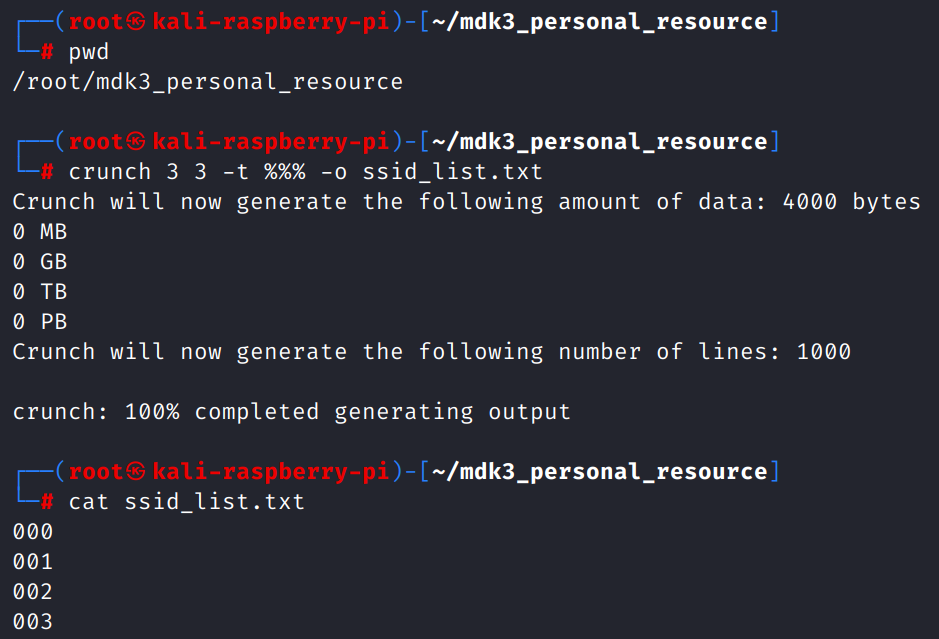 ┌──(root㉿kali-raspberry-pi)-[~/mdk3_personal_resource]
└─# pwd
/root/mdk3_personal_resource
┌──(root㉿kali-raspberry-pi)-[~/mdk3_personal_resource]
└─# crunch 3 3 -t %%% -o ssid_list.txt
Crunch will now generate the following amount of data: 4000 bytes
0 MB
0 GB
0 TB
0 PB
Crunch will now generate the following number of lines: 1000
crunch: 100% completed generating output
┌──(root㉿kali-raspberry-pi)-[~/mdk3_personal_resource]
└─# cat ssid_list.txt
000
001
002
003